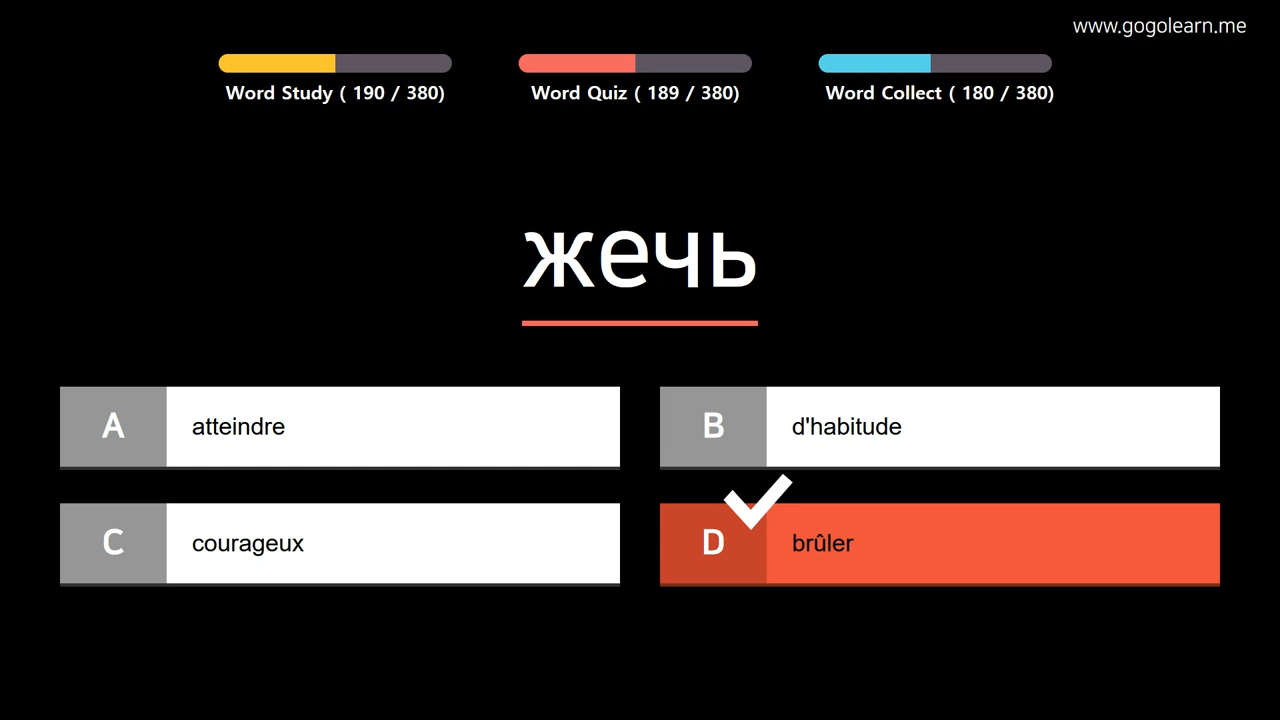 www.gogolearn.me
Word Study ( 190 / 380)
Word Quiz ( 189 / 380)
Word Collect ( 180 / 380)
жечь
A atteindre
B d'habitude
C courageux
D brûler